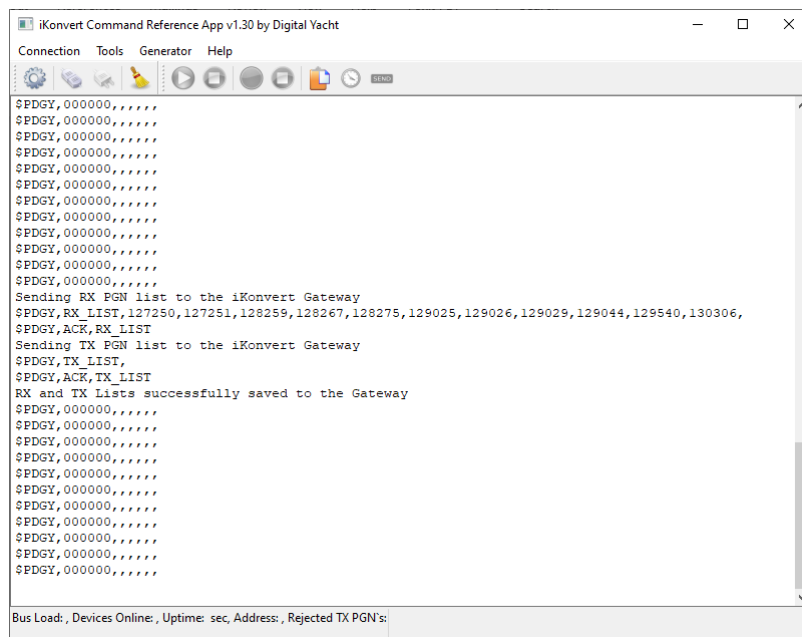 iKonvert Command Reference App v1.30 by Digital Yacht
Connection Tools Generator Help
SEND
$PDGY,000000,,,,,,
$PDGY,000000,,,,,,
$PDGY,000000,,,,,,
$PDGY,000000,,,,,,
$PDGY,000000,,,,,,
$PDGY,000000,,,,,,
$PDGY,000000,,,,,,
$PDGY,000000,,,,,,
$PDGY,000000,,,,,,
$PDGY,000000,,,,,,
$PDGY,000000,,,,,,
$PDGY,000000,,,,,,
Sending RX PGN list to the iKonvert Gateway
$PDGY,RX_LIST,127250,127251,128259,128267,128275,129025,129026,129029,129044,129540,130306,
$PDGY,ACK,RX_LIST
Sending TX PGN list to the iKonvert Gateway
$PDGY,TX_LIST,
$PDGY,ACK,TX_LIST
RX and TX Lists successfully saved to the Gateway
$PDGY,000000,,,,,,
$PDGY,000000,,,,,,
$PDGY,000000,,,,,,
$PDGY,000000,,,,,,
$PDGY,000000,,,,,,
$PDGY,000000,,,,,,
$PDGY,000000,,,,,,
$PDGY,000000,,,,,,
$PDGY,000000,,,,,,
$PDGY,000000,,,,,,
$PDGY,000000,,,,,,
Bus Load: , Devices Online: , Uptime: sec, Address: , Rejected TX PGN`s: